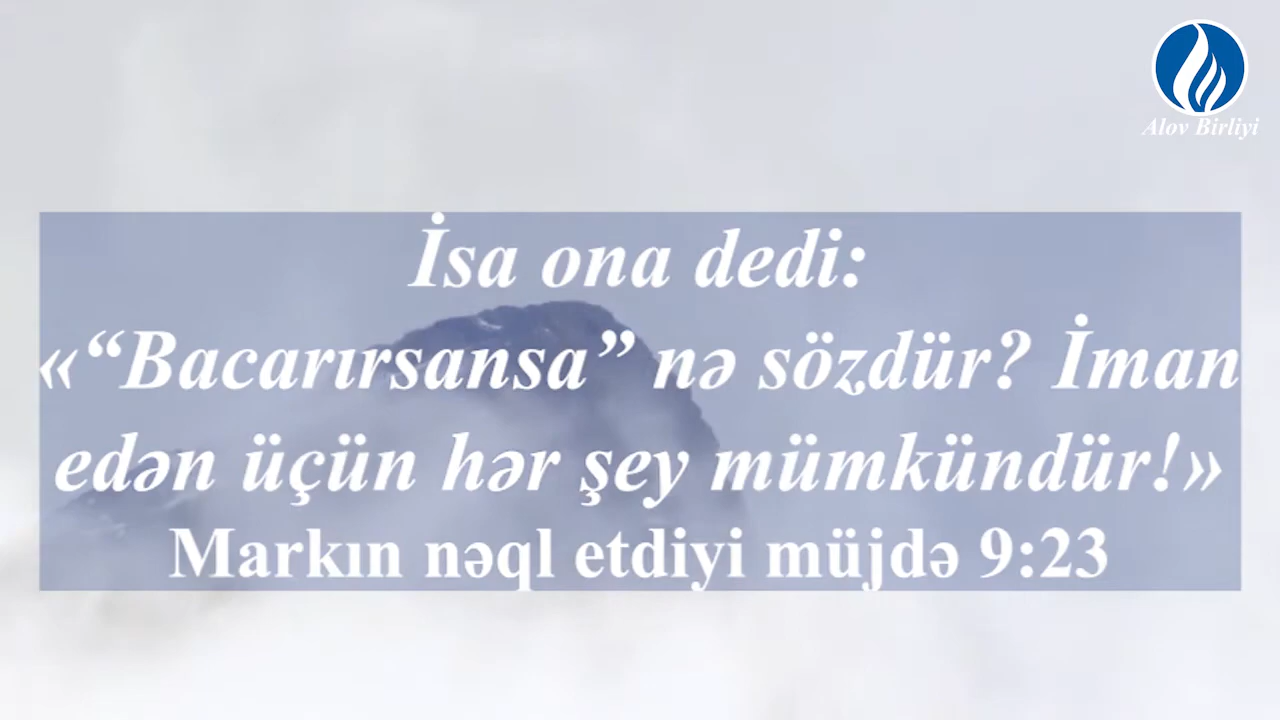 Alov Birliyi
İsa ona dedi:
«“Bacarırsansa” nə sözdür? İman
edən üçün hər şey mümkündür!»
Markın nəql etdiyi müjdə 9:23